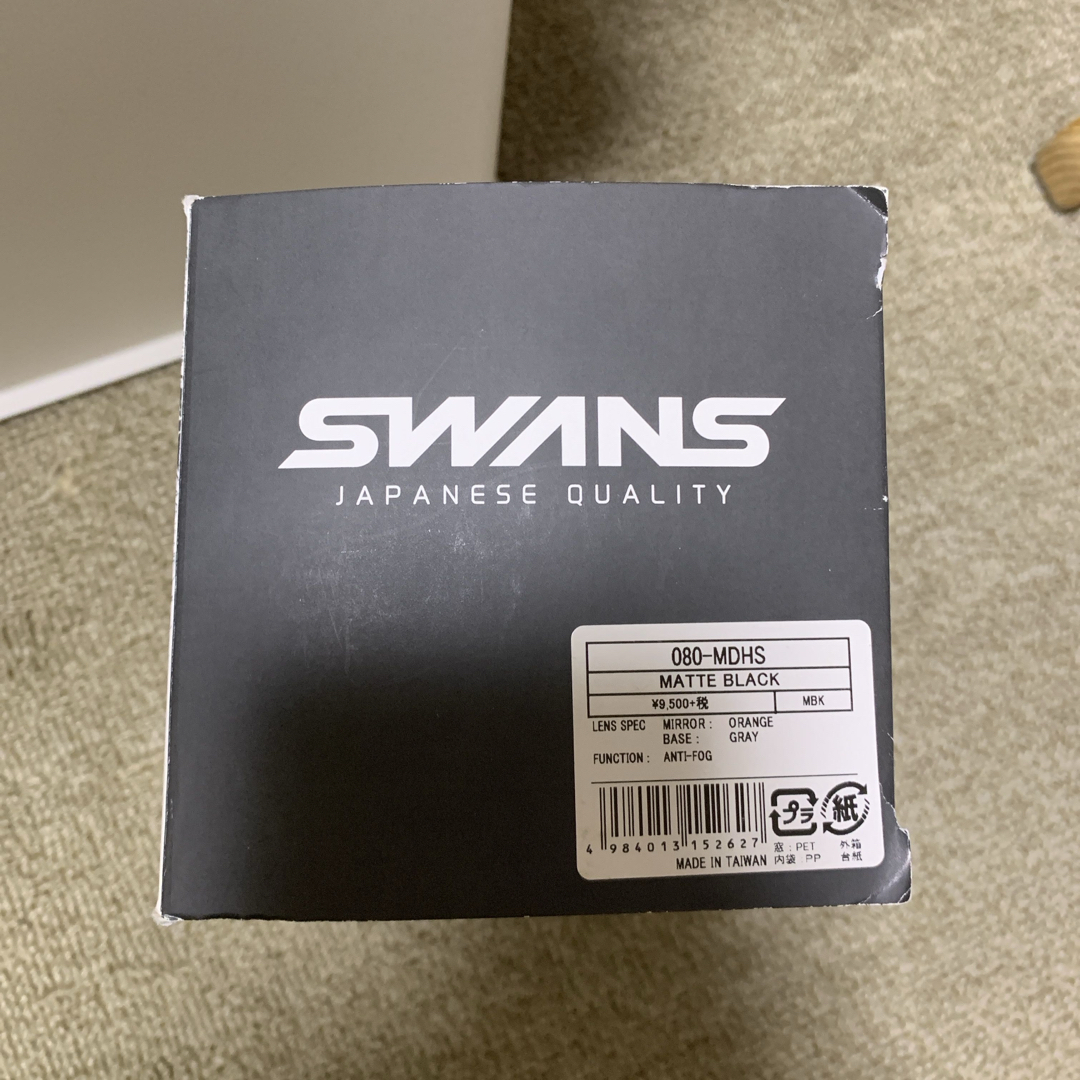 SWANS
JAPANESE QUALITY
080-MDHS
MATTE BLACK
¥9,500+税 MBK
LENS SPEC MIRROR : ORANGE
BASE : GRAY
FUNCTION : ANTI-FOG
プラ 紙
4 984013 152627
窓 : PET 外箱
MADE IN TAIWAN 内袋 : PP 台紙